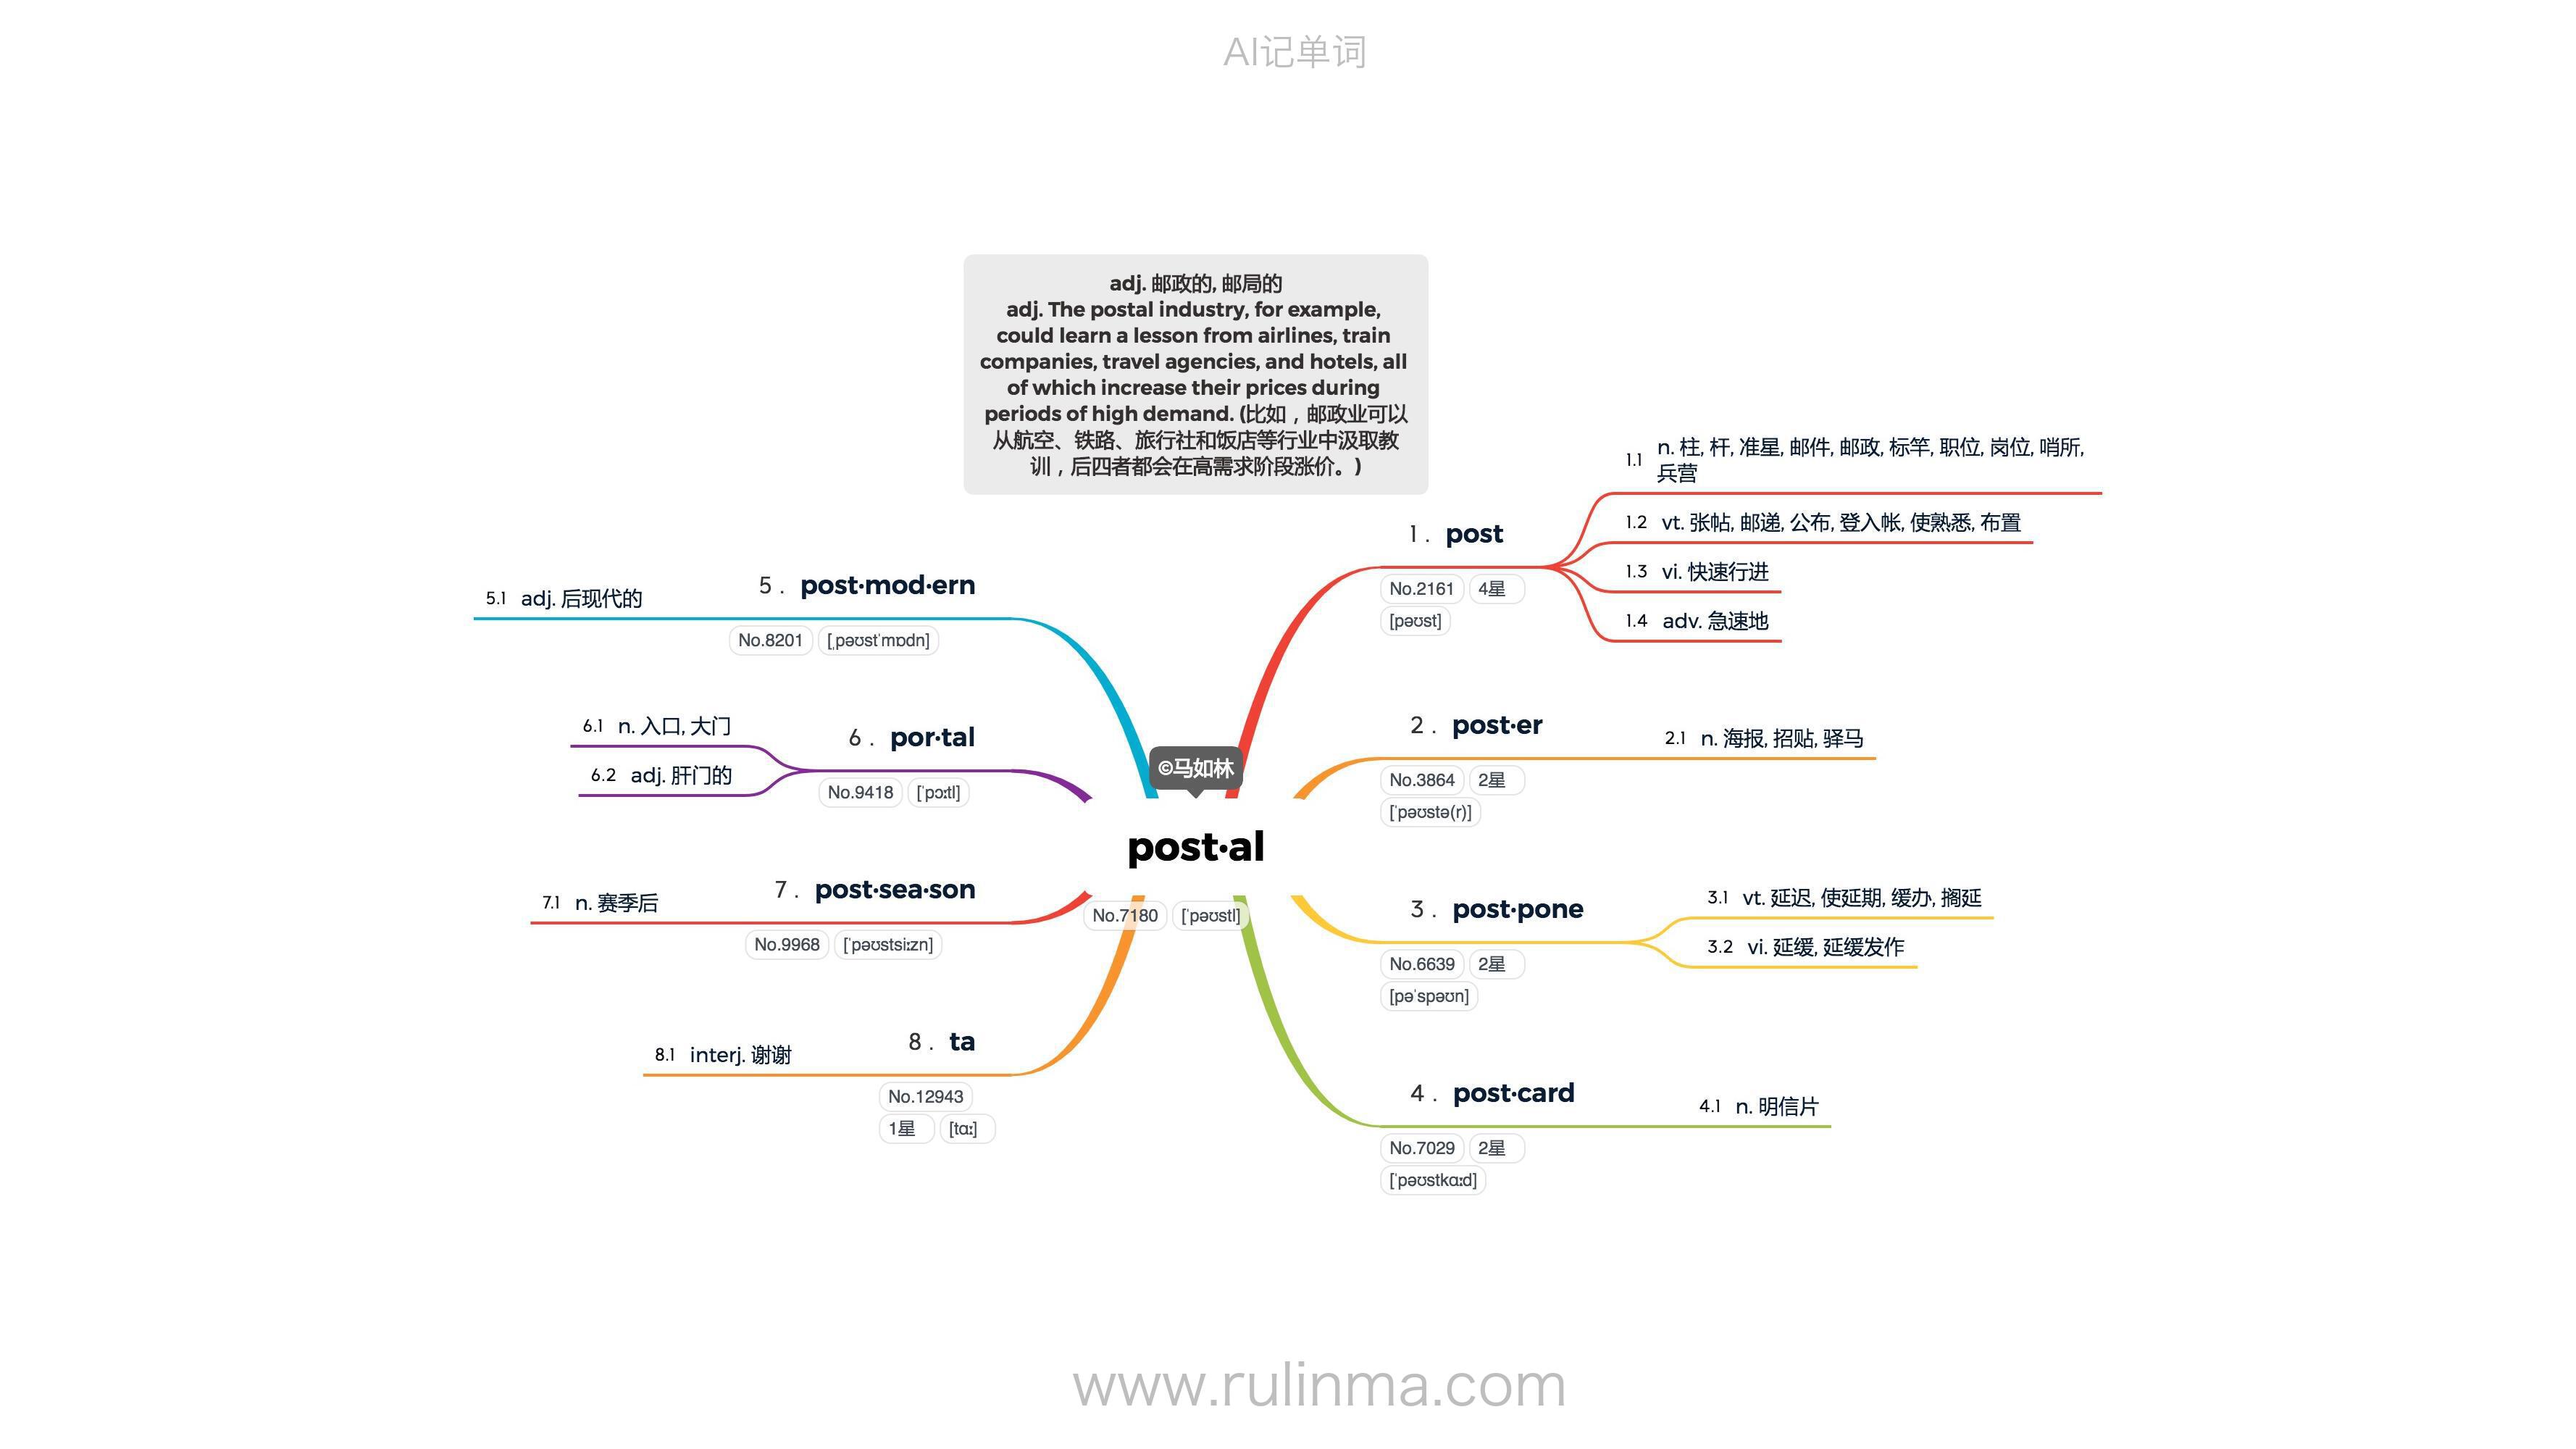 AI记单词
adj. 邮政的, 邮局的
adj. The postal industry, for example,
could learn a lesson from airlines, train
companies, travel agencies, and hotels, all
of which increase their prices during
periods of high demand. (比如，邮政业可以
从航空、铁路、旅行社和饭店等行业中汲取教
训，后四者都会在高需求阶段涨价。)
©马如林
post·al
No.7180 [ˈpəʊstl]
1. post
No.2161 4星
[pəʊst]
1.1 n. 柱, 杆, 准星, 邮件, 邮政, 标竿, 职位, 岗位, 哨所,
兵营
1.2 vt. 张帖, 邮递, 公布, 登入帐, 使熟悉, 布置
1.3 vi. 快速行进
1.4 adv. 急速地
2. post·er
No.3864 2星
[ˈpəʊstə(r)]
2.1 n. 海报, 招贴, 驿马
3. post·pone
No.6639 2星
[pəˈspəʊn]
3.1 vt. 延迟, 使延期, 缓办, 搁延
3.2 vi. 延缓, 延缓发作
4. post·card
No.7029 2星
[ˈpəʊstkɑːd]
4.1 n. 明信片
5. post·mod·ern
No.8201 [ˌpəʊstˈmɒdn]
5.1 adj. 后现代的
6. por·tal
No.9418 [ˈpɔːtl]
6.1 n. 入口, 大门
6.2 adj. 肝门的
7. post·sea·son
No.9968 [ˈpəʊstsiːzn]
7.1 n. 赛季后
8. ta
No.12943
1星 [tɑː]
8.1 interj. 谢谢
www.rulinma.com